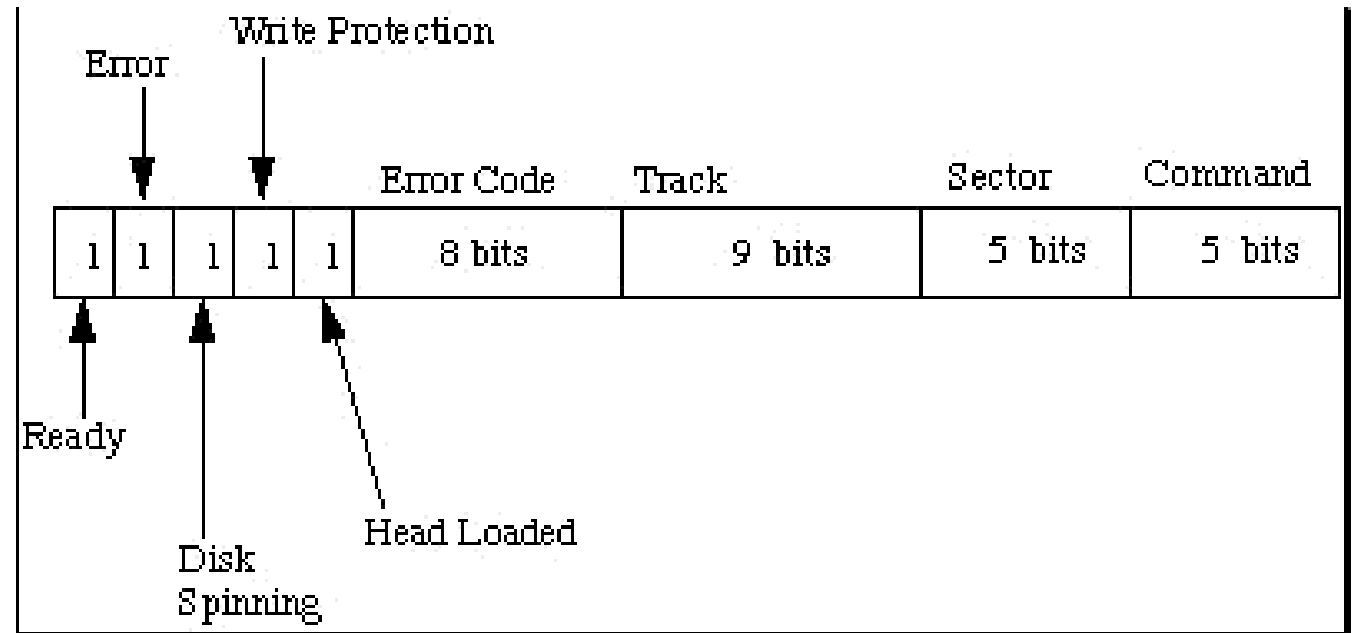 Write Protection
Error
Error Code Track Sector Command
1 1 1 1 1 8 bits 9 bits 5 bits 5 bits
Ready
Head Loaded
Disk
Spinning